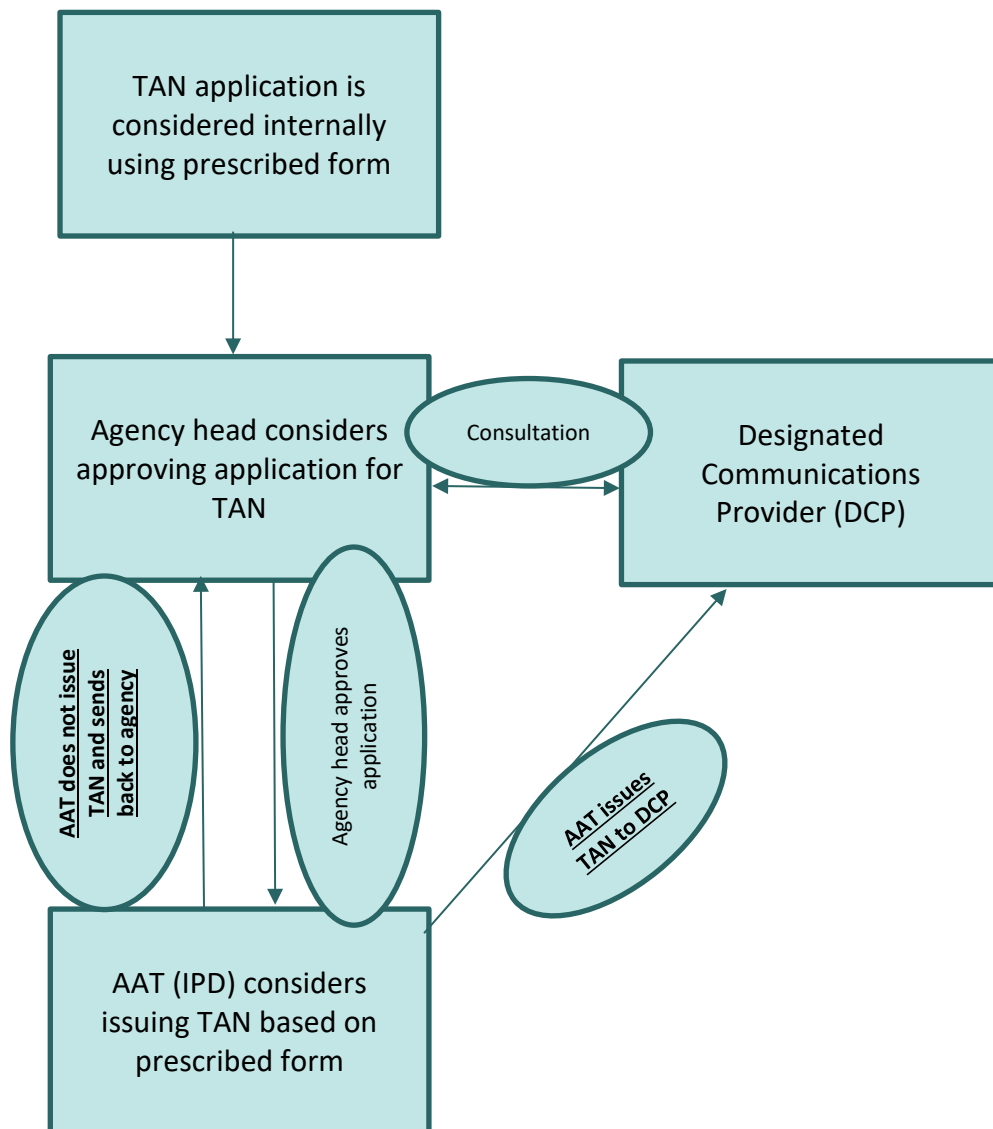 TAN application is
considered internally
using prescribed form
Agency head considers
approving application for
TAN
Consultation
Designated
Communications
Provider (DCP)
AAT does not issue
TAN and sends
back to agency
Agency head approves
application
AAT issues
TAN to DCP
AAT (IPD) considers
issuing TAN based on
prescribed form